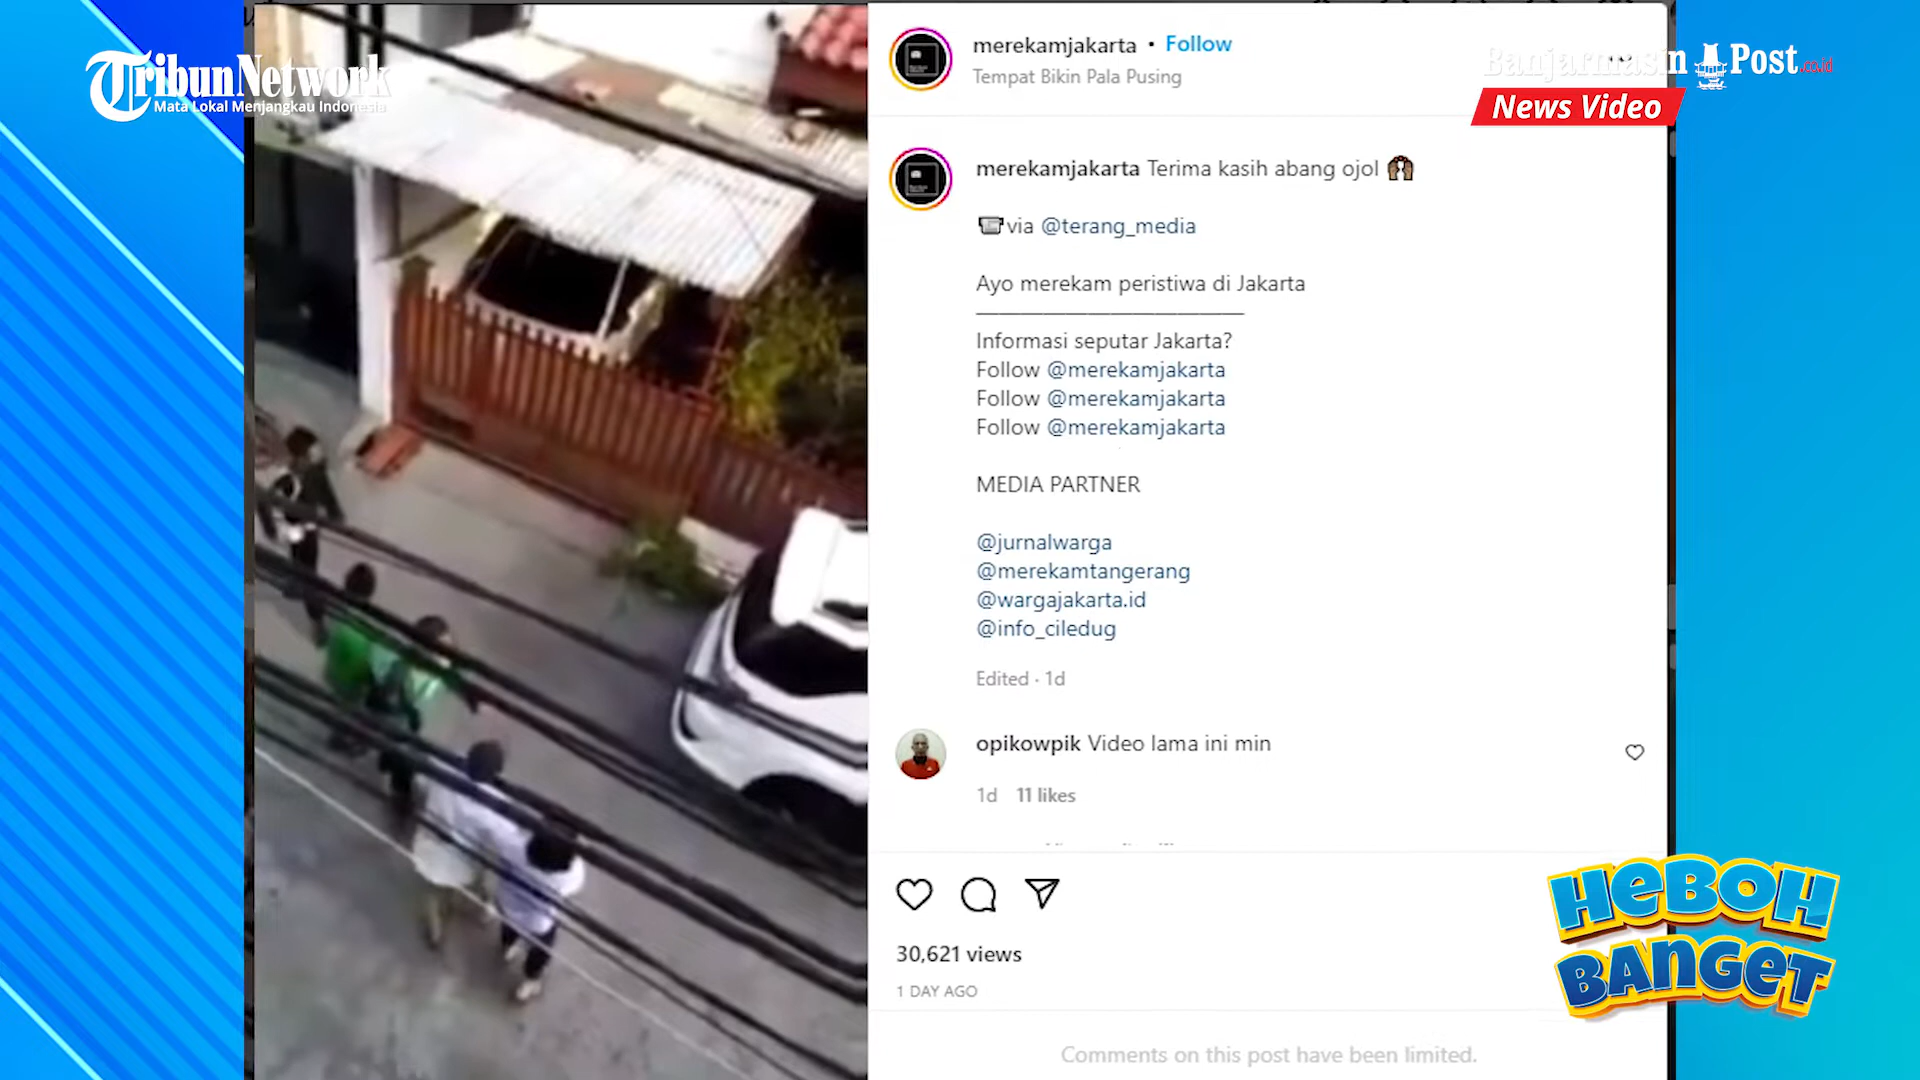 TribunNetwork
Mata Lokal Menjangkau Indonesia
Banjarmasin Post.co.id
News Video
merekamjakarta • Follow
Tempat Bikin Pala Pusing
merekamjakarta Terima kasih abang ojol
via @terang_media
Ayo merekam peristiwa di Jakarta
Informasi seputar Jakarta?
Follow @merekamjakarta
Follow @merekamjakarta
Follow @merekamjakarta
MEDIA PARTNER
@jurnalwarga
@merekamtangerang
@wargajakarta.id
@info_ciledug
Edited · 1d
opikowpik Video lama ini min
1d 11 likes
30,621 views
1 DAY AGO
Comments on this post have been limited.
HEBOH
BANGET